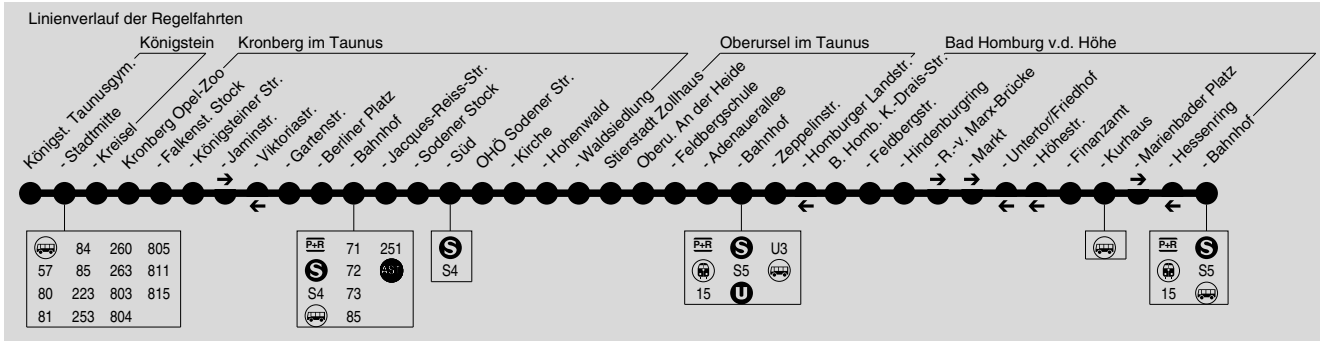 Linienverlauf der Regelfahrten
Königstein
Kronberg im Taunus
Oberursel im Taunus
Bad Homburg v.d. Höhe
Königst. Taunusgym.
- Stadtmitte
- Kreisel
Kronberg Opel-Zoo
- Falkenst. Stock
- Königsteiner Str.
- Jaminstr.
- Viktoriastr.
- Gartenstr.
- Berliner Platz
- Bahnhof
- Jacques-Reiss-Str.
- Sodener Stock
- Süd
OHÖ Sodener Str.
- Kirche
- Hohenwald
- Waldsiedlung
Stierstadt Zollhaus
Oberu. An der Heide
- Feldbergschule
- Adenauerallee
- Bahnhof
- Zeppelinstr.
- Homburger Landstr.
B. Homb. K.-Drais-Str.
- Feldbergstr.
- Hindenburgring
- R.-v. Marx-Brücke
- Markt
- Untertor/Friedhof
- Höhestr.
- Finanzamt
- Kurhaus
- Marienbader Platz
- Hessenring
- Bahnhof
84 260 805
57 85 263 811
80 223 803 815
81 253 804
P+R 71 251
S 72 AST
S4 73
85
S
S4
P+R S U3
S5
15 U
P+R S
S5
15